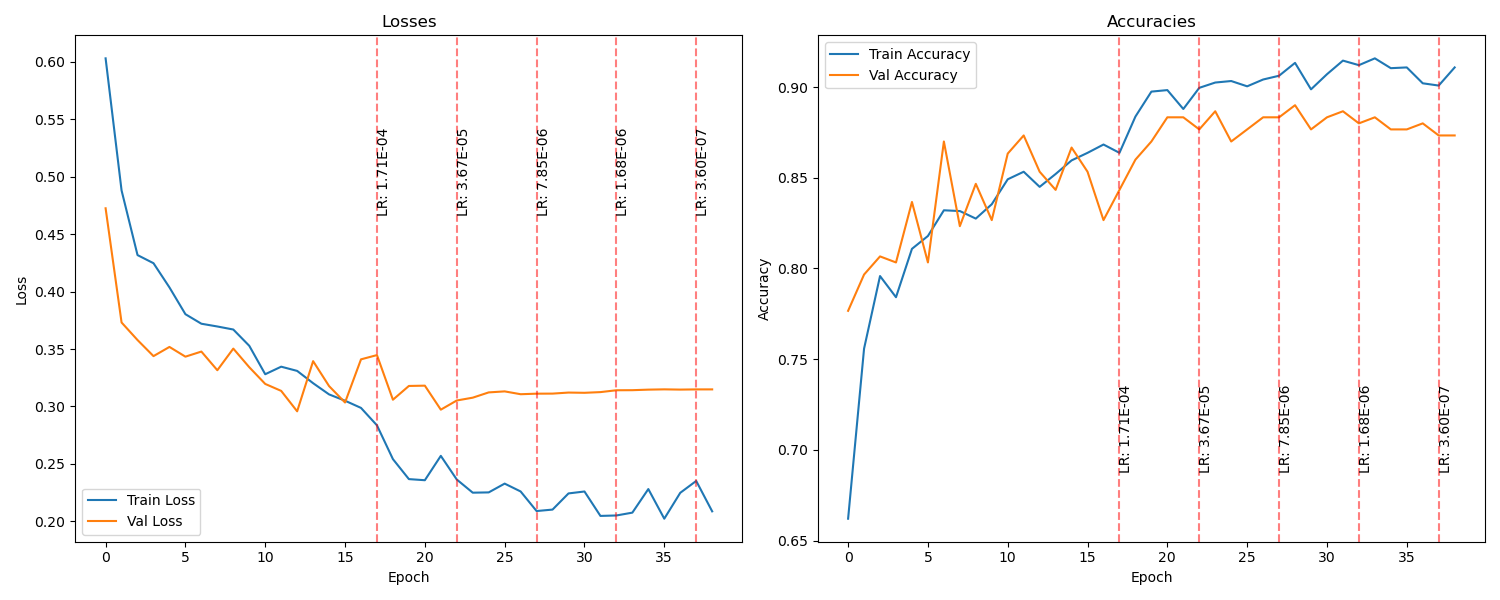 Losses
0.60
0.55
0.50
0.45
0.40
0.35
0.30
0.25
0.20
Loss
LR: 1.71E-04
LR: 3.67E-05
LR: 7.85E-06
LR: 1.68E-06
LR: 3.60E-07
Train Loss
Val Loss
0 5 10 15 20 25 30 35
Epoch
Accuracies
Train Accuracy
Val Accuracy
0.90
0.85
0.80
0.75
0.70
0.65
Accuracy
LR: 1.71E-04
LR: 3.67E-05
LR: 7.85E-06
LR: 1.68E-06
LR: 3.60E-07
0 5 10 15 20 25 30 35
Epoch